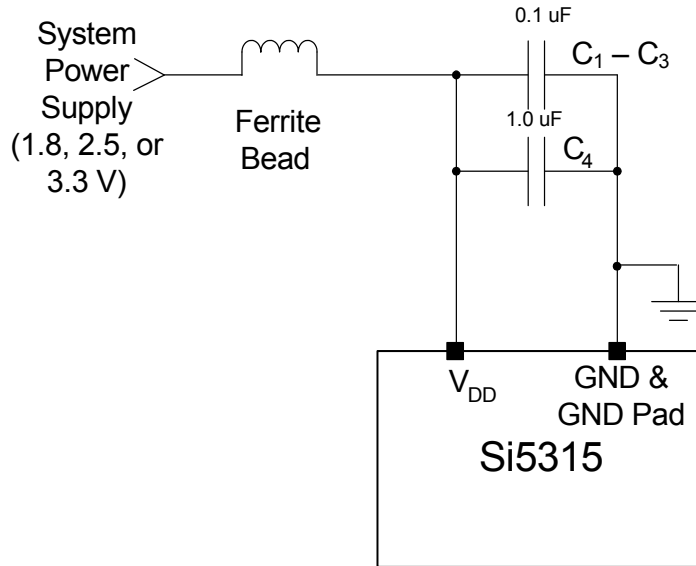 System
Power
Supply
(1.8, 2.5, or
3.3 V)
Ferrite
Bead
0.1 uF
C1 – C3
1.0 uF
C4
VDD
GND &
GND Pad
Si5315